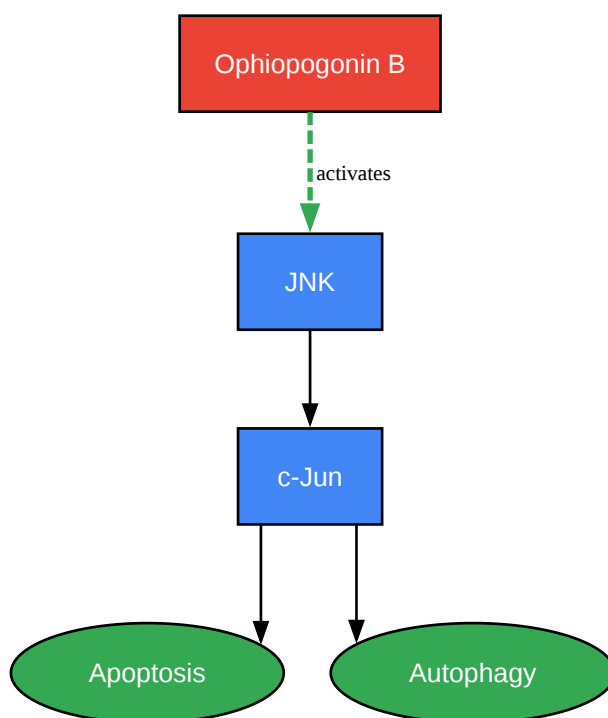 Ophiopogonin B
activates
JNK
c-Jun
Apoptosis
Autophagy